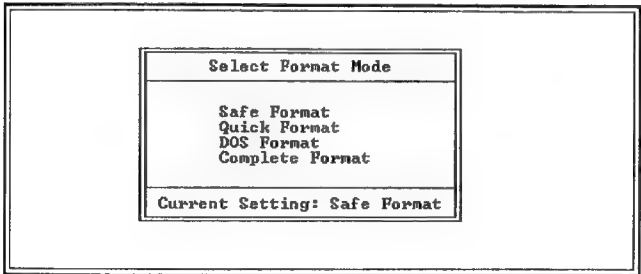 Select Format Mode
Safe Format
Quick Format
DOS Format
Complete Format
Current Setting: Safe Format